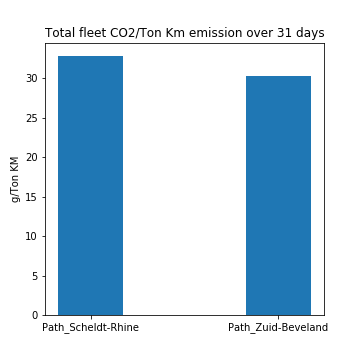 Total fleet CO2/Ton Km emission over 31 days
g/Ton KM
30
25
20
15
10
5
0
Path_Scheldt-Rhine
Path_Zuid-Beveland